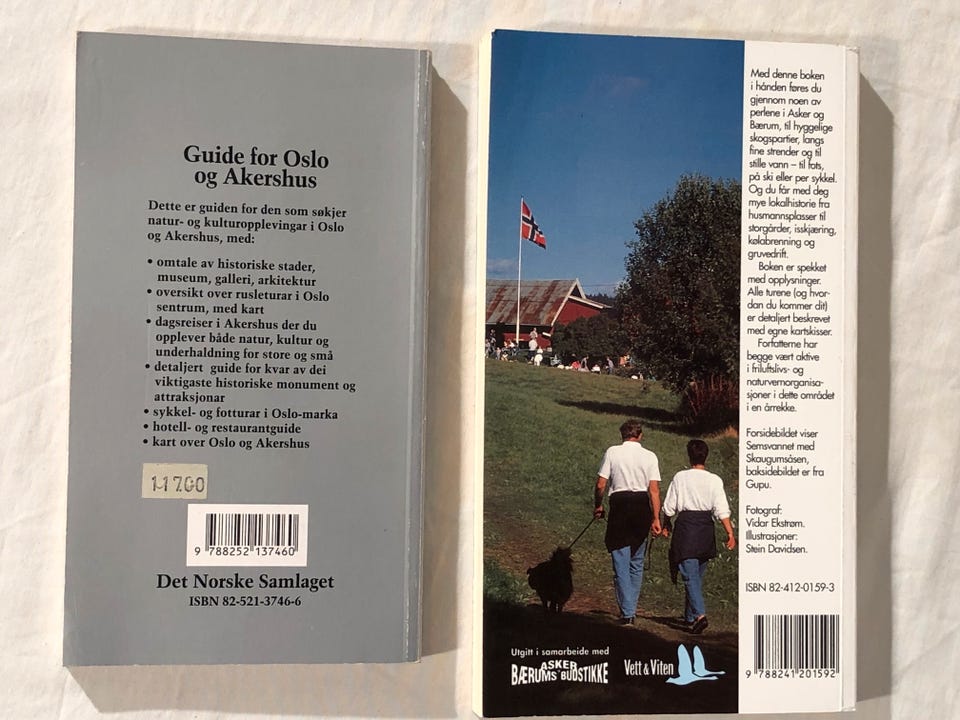 Guide for Oslo
og Akershus
Dette er guiden for den som søkjer
natur- og kulturopplevingar i Oslo
og Akershus, med:
• omtale av historiske stader,
museum, galleri, arkitektur
• oversikt over rusleturar i Oslo
sentrum, med kart
• dagsreiser i Akershus der du
opplever både natur, kultur og
underhaldning for store og små
• detaljert guide for kvar av dei
viktigaste historiske monument og
attraksjonar
• sykkel- og fotturar i Oslo-marka
• hotell- og restaurantguide
• kart over Oslo og Akershus
117.00
9 788252 137460
Det Norske Samlaget
ISBN 82-521-3746-6
Med denne boken
i hånden føres du
gjennom noen av
perlene i Asker og
Bærum, til hyggelige
skogspartier, langs
fine strender og til
stille vann – til fots,
på ski eller per sykkel.
Og du får med deg
mye lokalhistorie fra
husmannsplasser til
storgårder, isskjæring,
kølabrenning og
gruvedrift.
Boken er spekket
med opplysninger.
Alle turene (og hvor-
dan du kommer dit)
er detaljert beskrevet
med egne kartskisser.
Forfatterne har
begge vært aktive
i friluftslivs- og
naturvernorganisa-
sjoner i dette området
i en årrekke.
Forsidebildet viser
Semsvannet med
Skaugumsåsen,
baksidebildet er fra
Gupu.
Fotograf:
Vidar Ekstrøm.
Illustrasjoner:
Stein Davidsen.
ISBN 82-412-0159-3
9 788241 201592
Utgitt i samarbeide med
ASKER
BÆRUMS BUDSTIKKE
Vett & Viten